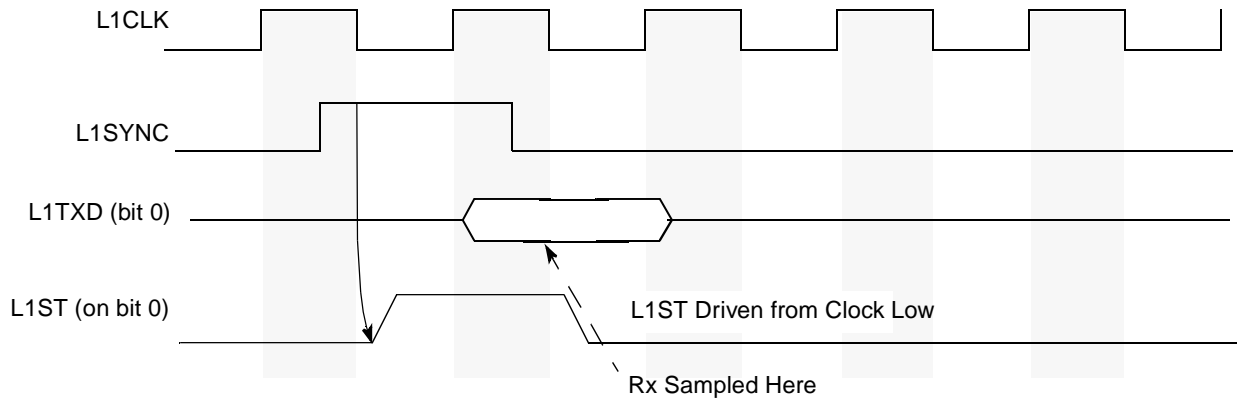 L1CLK
L1SYNC
L1TXD (bit 0)
L1ST (on bit 0)
L1ST Driven from Clock Low
Rx Sampled Here